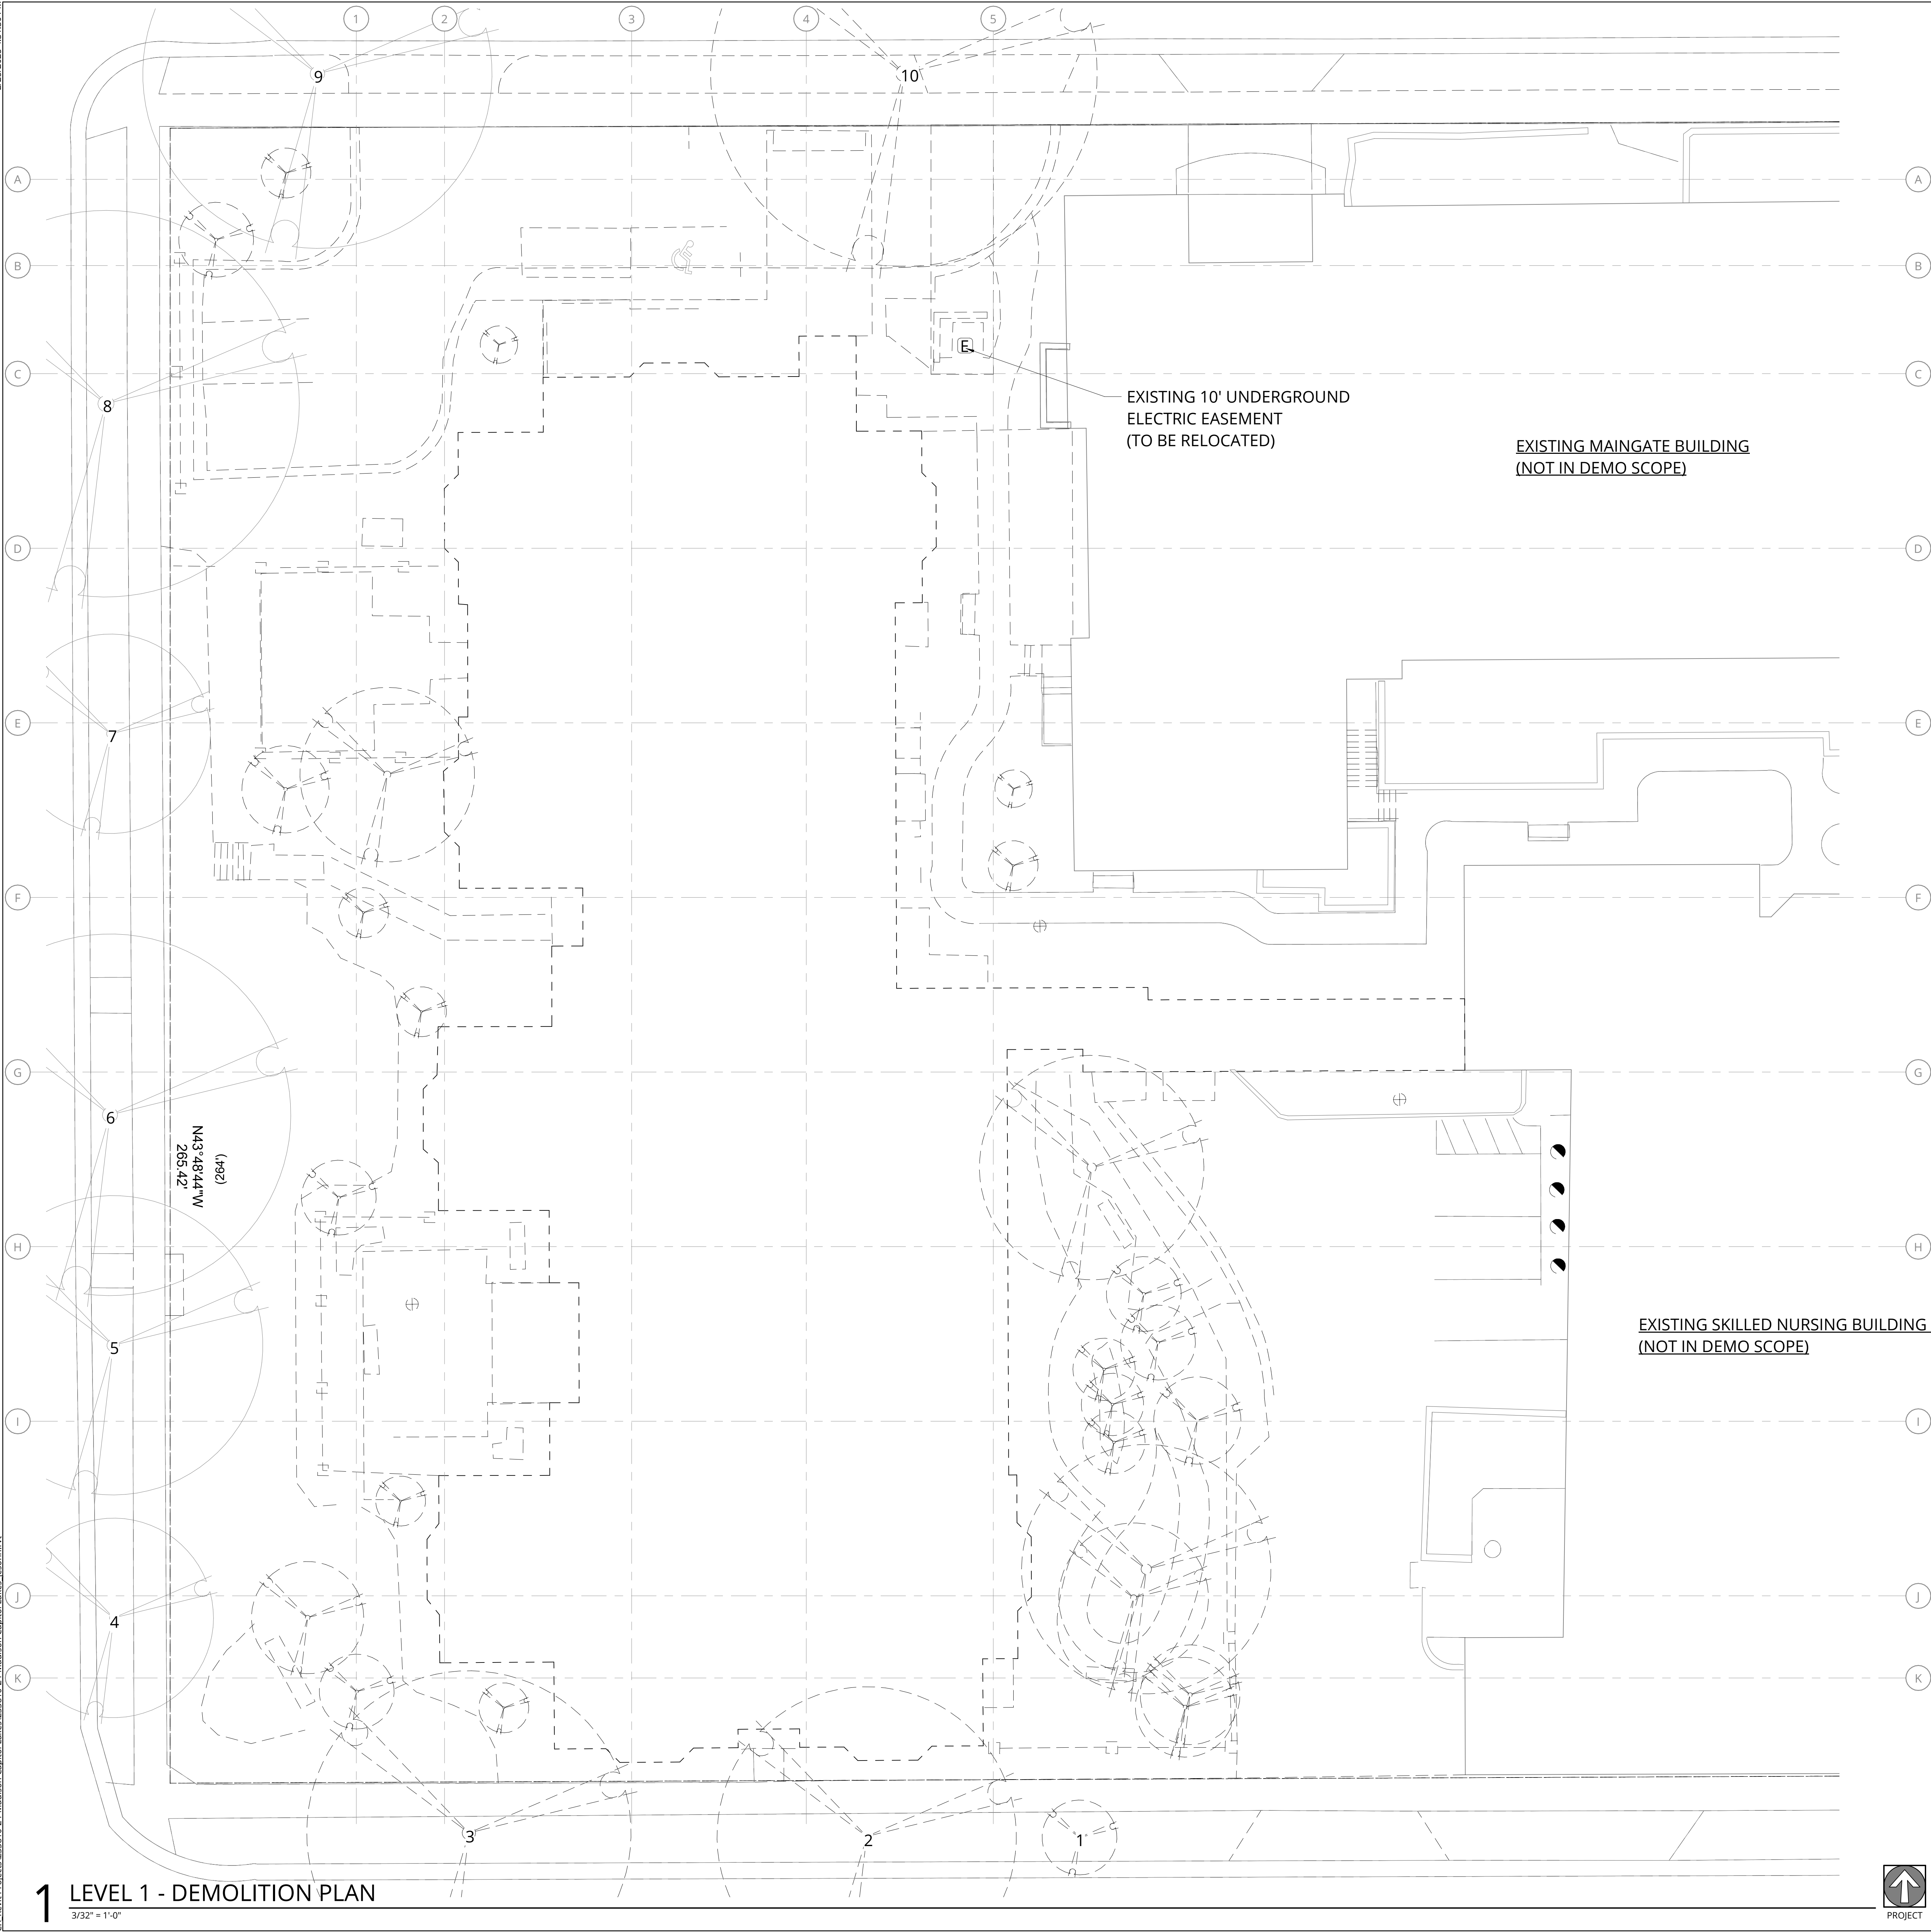 1 2 3 4 5
9 10
A A
B B
E
C C
EXISTING 10' UNDERGROUND
ELECTRIC EASEMENT
(TO BE RELOCATED)
8
EXISTING MAINGATE BUILDING
(NOT IN DEMO SCOPE)
D D
E E
7
F F
G G
6
N43°48'44"W
265.42'
(264')
H H
EXISTING SKILLED NURSING BUILDING
(NOT IN DEMO SCOPE)
5
I I
J J
4
K K
3 2 1
1 LEVEL 1 - DEMOLITION PLAN
3/32" = 1'-0"
PROJECT